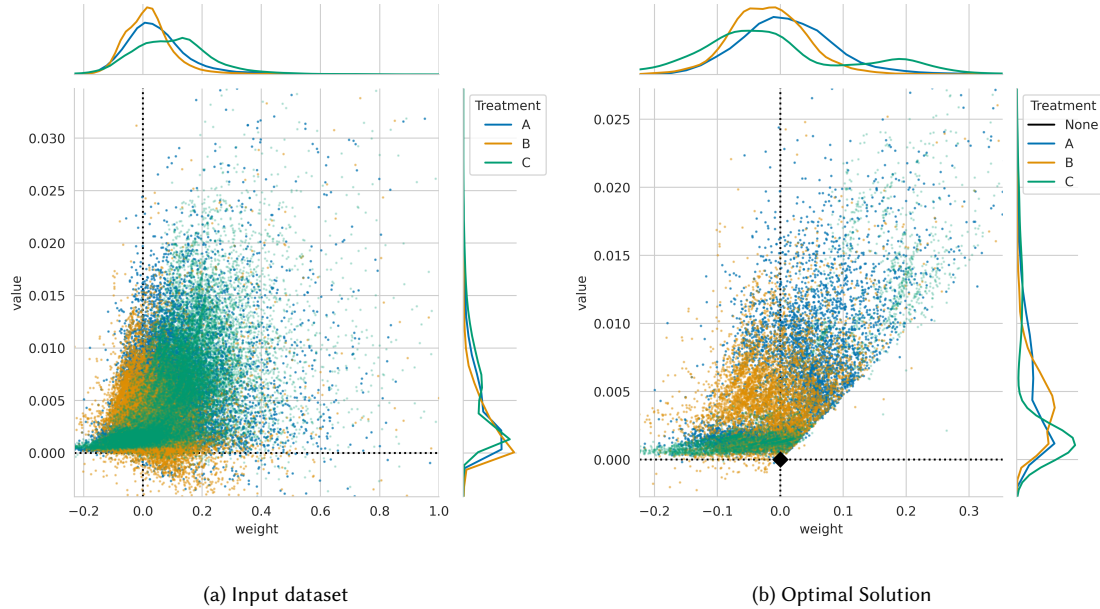 Treatment
A
B
C
0.030
0.025
0.020
0.015
0.010
0.005
0.000
value
−0.2 0.0 0.2 0.4 0.6 0.8 1.0
weight
(a) Input dataset
Treatment
None
A
B
C
0.025
0.020
0.015
0.010
0.005
0.000
value
−0.2 −0.1 0.0 0.1 0.2 0.3
weight
(b) Optimal Solution